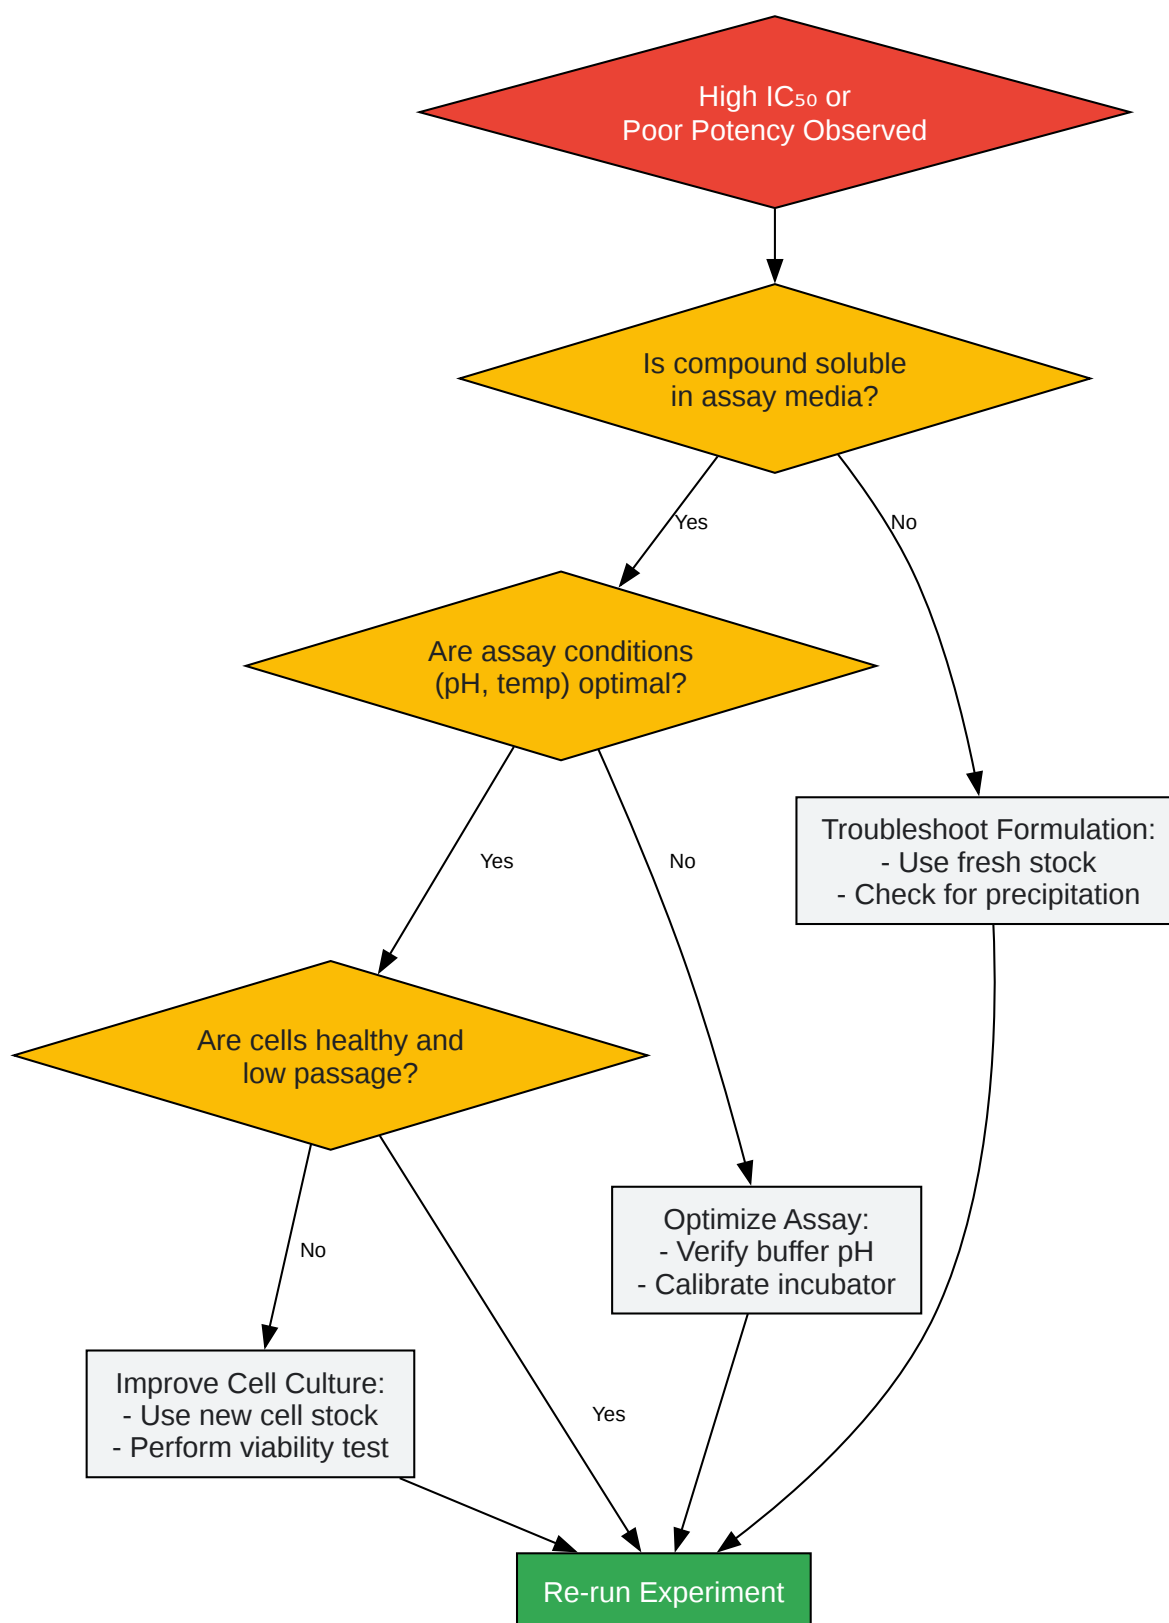 High IC₅₀ or
Poor Potency Observed
Is compound soluble
in assay media?
Yes
No
Are assay conditions
(pH, temp) optimal?
Troubleshoot Formulation:
- Use fresh stock
- Check for precipitation
Yes
No
Are cells healthy and
low passage?
Optimize Assay:
- Verify buffer pH
- Calibrate incubator
No
Improve Cell Culture:
- Use new cell stock
- Perform viability test
Yes
Re-run Experiment